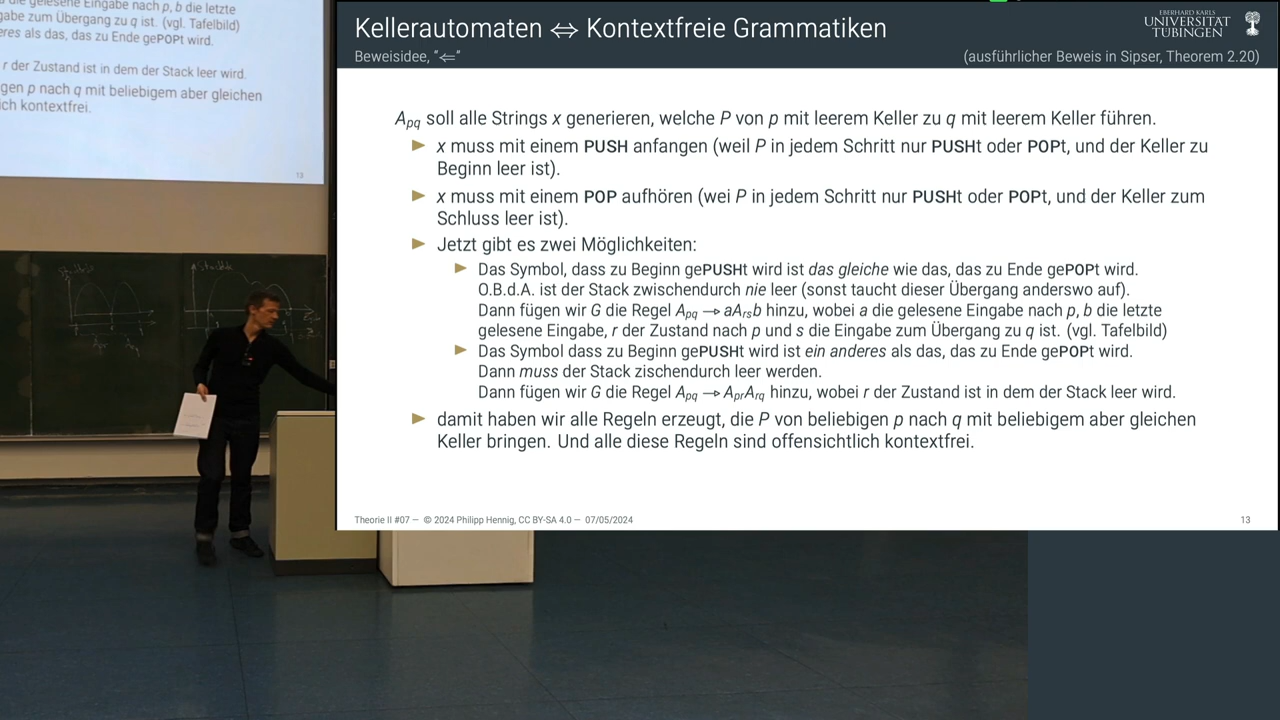 die gelesene Eingabe nach p, b die letzte
gabe zum Übergang zu q ist. (vgl. Tafelbild)
eres als das, das zu Ende gePOPt wird.
r der Zustand ist in dem der Stack leer wird.
gen p nach q mit beliebigem aber gleichen
ich kontextfrei.
13
Kellerautomaten ⇔ Kontextfreie Grammatiken
Beweisidee, "⇐"
(ausführlicher Beweis in Sipser, Theorem 2.20)
EBERHARD KARLS
UNIVERSITÄT
TÜBINGEN
Apq soll alle Strings x generieren, welche P von p mit leerem Keller zu q mit leerem Keller führen.
x muss mit einem PUSH anfangen (weil P in jedem Schritt nur PUSHt oder POPt, und der Keller zu
Beginn leer ist).
x muss mit einem POP aufhören (wei P in jedem Schritt nur PUSHt oder POPt, und der Keller zum
Schluss leer ist).
Jetzt gibt es zwei Möglichkeiten:
Das Symbol, dass zu Beginn gePUSHt wird ist das gleiche wie das, das zu Ende gePOPt wird.
O.B.d.A. ist der Stack zwischendurch nie leer (sonst taucht dieser Übergang anderswo auf).
Dann fügen wir G die Regel Apq → aArsb hinzu, wobei a die gelesene Eingabe nach p, b die letzte
gelesene Eingabe, r der Zustand nach p und s die Eingabe zum Übergang zu q ist. (vgl. Tafelbild)
Das Symbol dass zu Beginn gePUSHt wird ist ein anderes als das, das zu Ende gePOPt wird.
Dann muss der Stack zischendurch leer werden.
Dann fügen wir G die Regel Apq → AprArq hinzu, wobei r der Zustand ist in dem der Stack leer wird.
damit haben wir alle Regeln erzeugt, die P von beliebigen p nach q mit beliebigem aber gleichen
Keller bringen. Und alle diese Regeln sind offensichtlich kontextfrei.
Theorie II #07 — © 2024 Philipp Hennig, CC BY-SA 4.0 — 07/05/2024
13